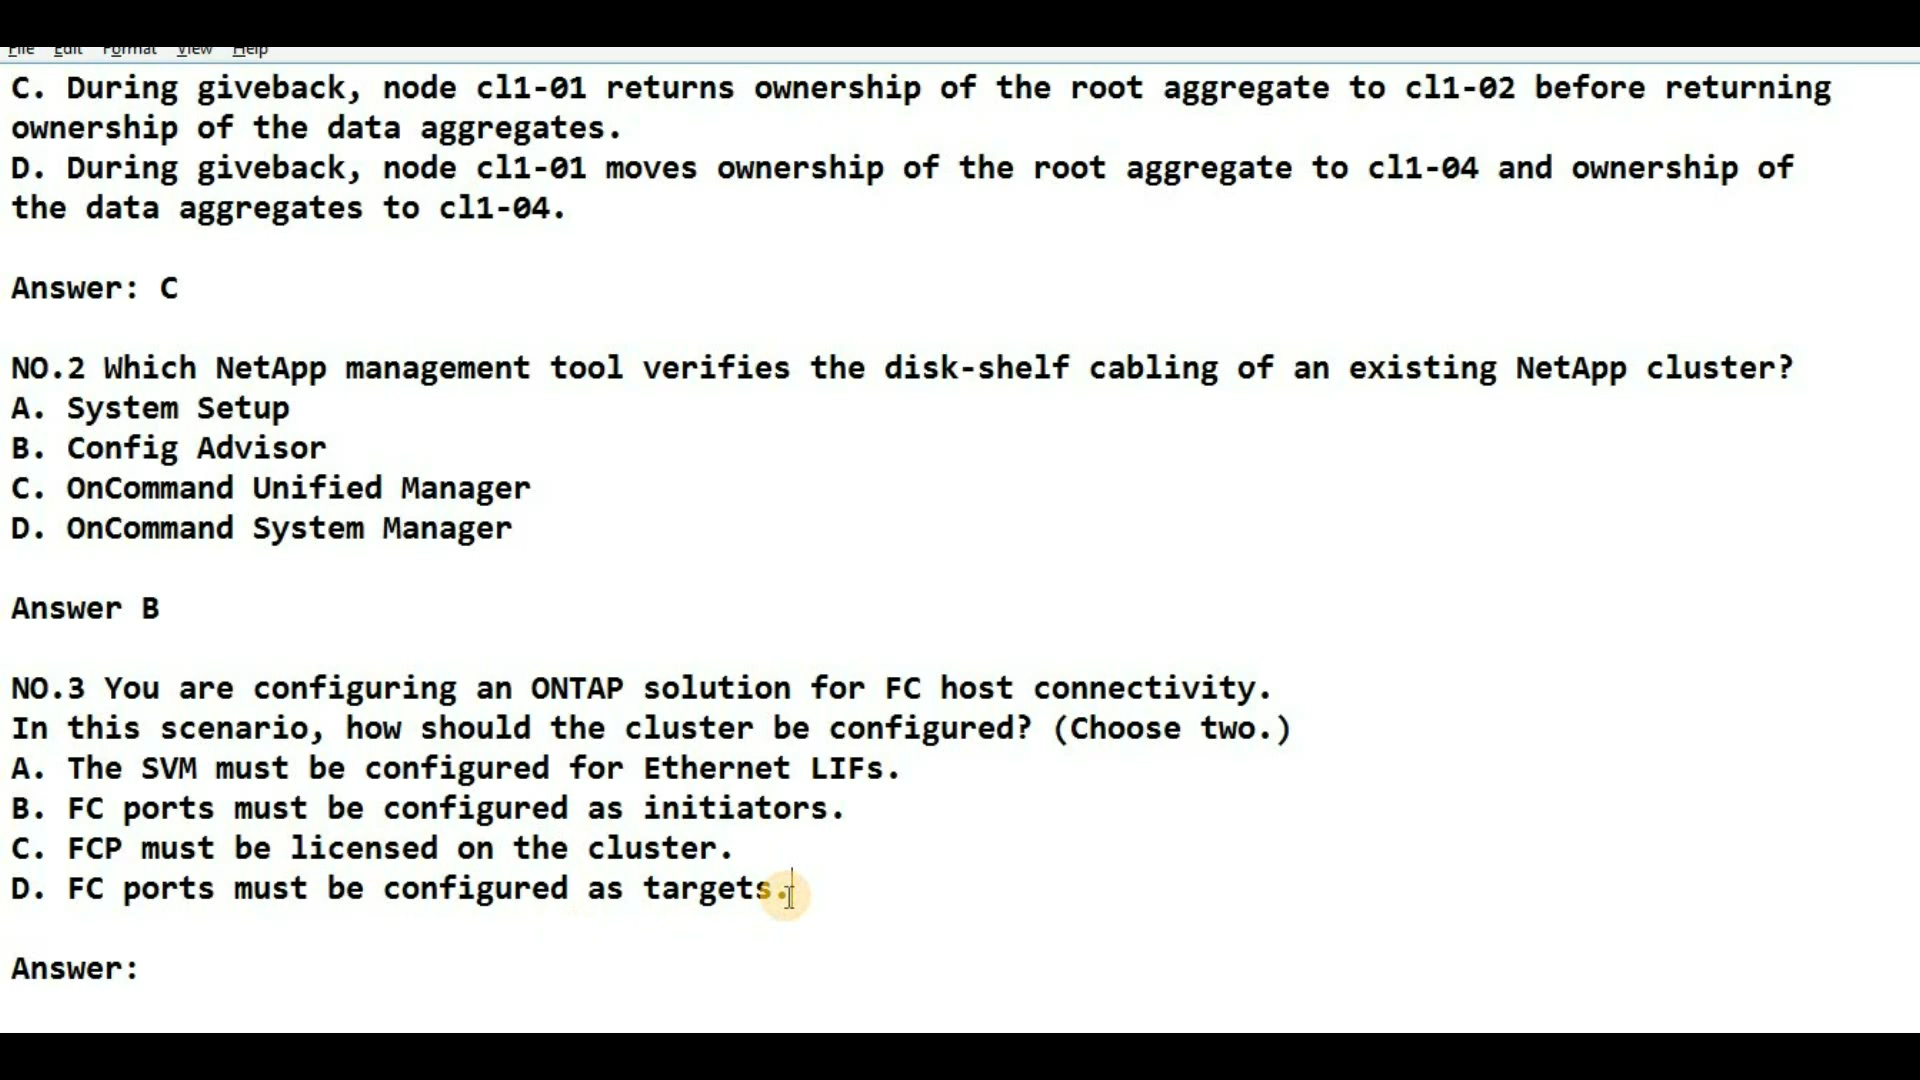 File Edit Format View Help
C. During giveback, node cl1-01 returns ownership of the root aggregate to cl1-02 before returning
ownership of the data aggregates.
D. During giveback, node cl1-01 moves ownership of the root aggregate to cl1-04 and ownership of
the data aggregates to cl1-04.
Answer: C
NO.2 Which NetApp management tool verifies the disk-shelf cabling of an existing NetApp cluster?
A. System Setup
B. Config Advisor
C. OnCommand Unified Manager
D. OnCommand System Manager
Answer B
NO.3 You are configuring an ONTAP solution for FC host connectivity.
In this scenario, how should the cluster be configured? (Choose two.)
A. The SVM must be configured for Ethernet LIFs.
B. FC ports must be configured as initiators.
C. FCP must be licensed on the cluster.
D. FC ports must be configured as targets.
Answer: